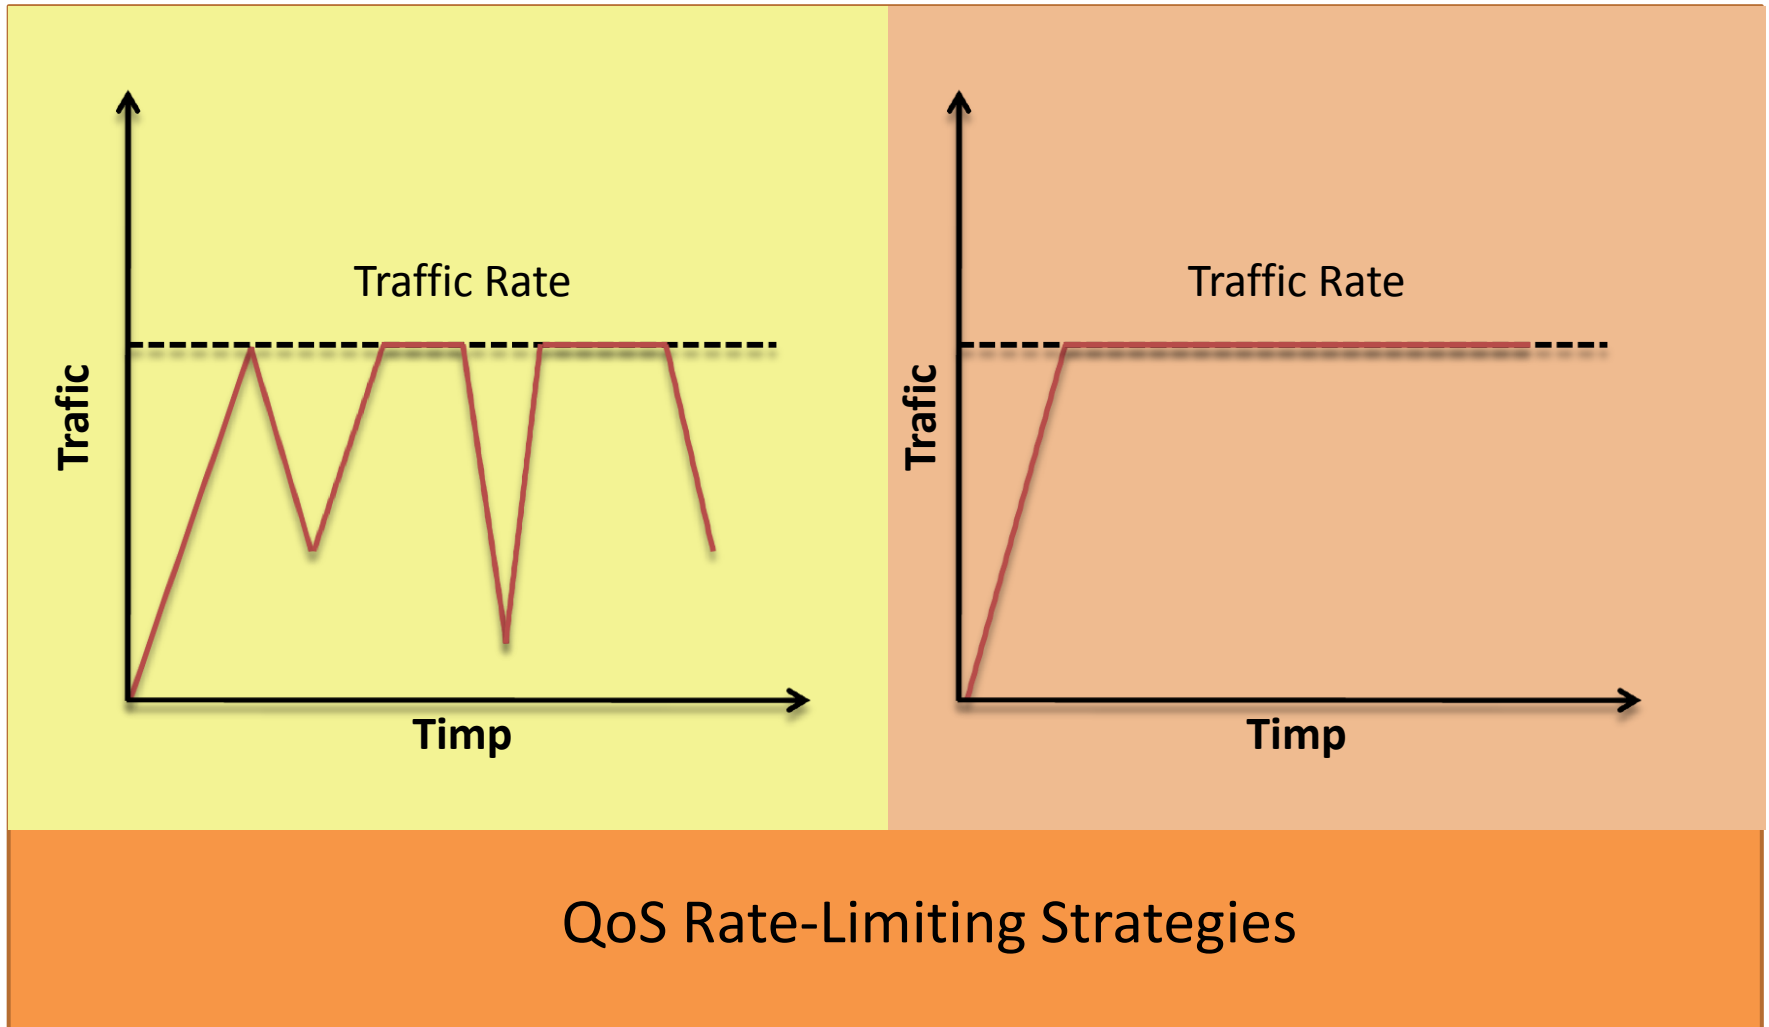 Traffic Rate
Trafic
Timp
Traffic Rate
Trafic
Timp
QoS Rate-Limiting Strategies